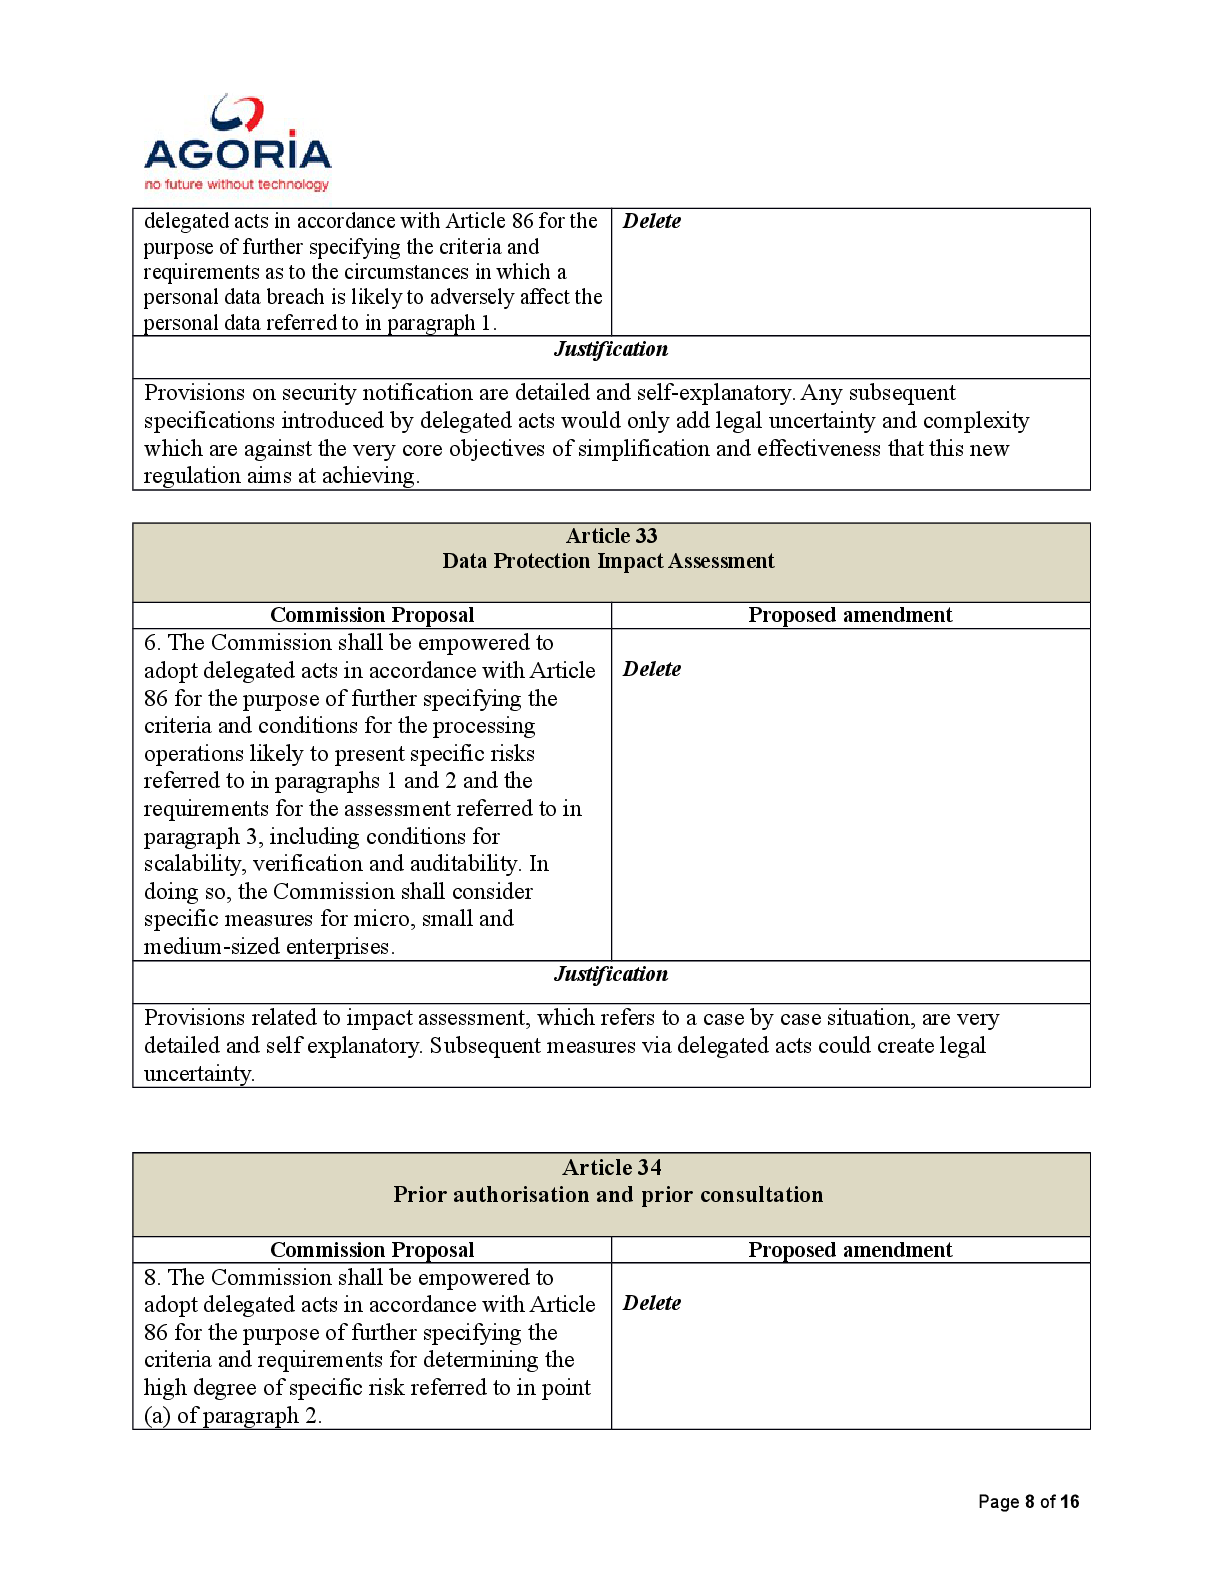 AGORiA
no future without technology
delegated acts in accordance with Article 86 for the
purpose of further specifying the criteria and
requirements as to the circumstances in which a
personal data breach is likely to adversely affect the
personal data referred to in paragraph 1.
Delete
Justification
Provisions on security notification are detailed and self-explanatory. Any subsequent
specifications introduced by delegated acts would only add legal uncertainty and complexity
which are against the very core objectives of simplification and effectiveness that this new
regulation aims at achieving.
Article 33
Data Protection Impact Assessment
Commission Proposal
Proposed amendment
6. The Commission shall be empowered to
adopt delegated acts in accordance with Article
86 for the purpose of further specifying the
criteria and conditions for the processing
operations likely to present specific risks
referred to in paragraphs 1 and 2 and the
requirements for the assessment referred to in
paragraph 3, including conditions for
scalability, verification and auditability. In
doing so, the Commission shall consider
specific measures for micro, small and
medium-sized enterprises.
Delete
Justification
Provisions related to impact assessment, which refers to a case by case situation, are very
detailed and self explanatory. Subsequent measures via delegated acts could create legal
uncertainty.
Article 34
Prior authorisation and prior consultation
Commission Proposal
Proposed amendment
8. The Commission shall be empowered to
adopt delegated acts in accordance with Article
86 for the purpose of further specifying the
criteria and requirements for determining the
high degree of specific risk referred to in point
(a) of paragraph 2.
Delete
Page 8 of 16